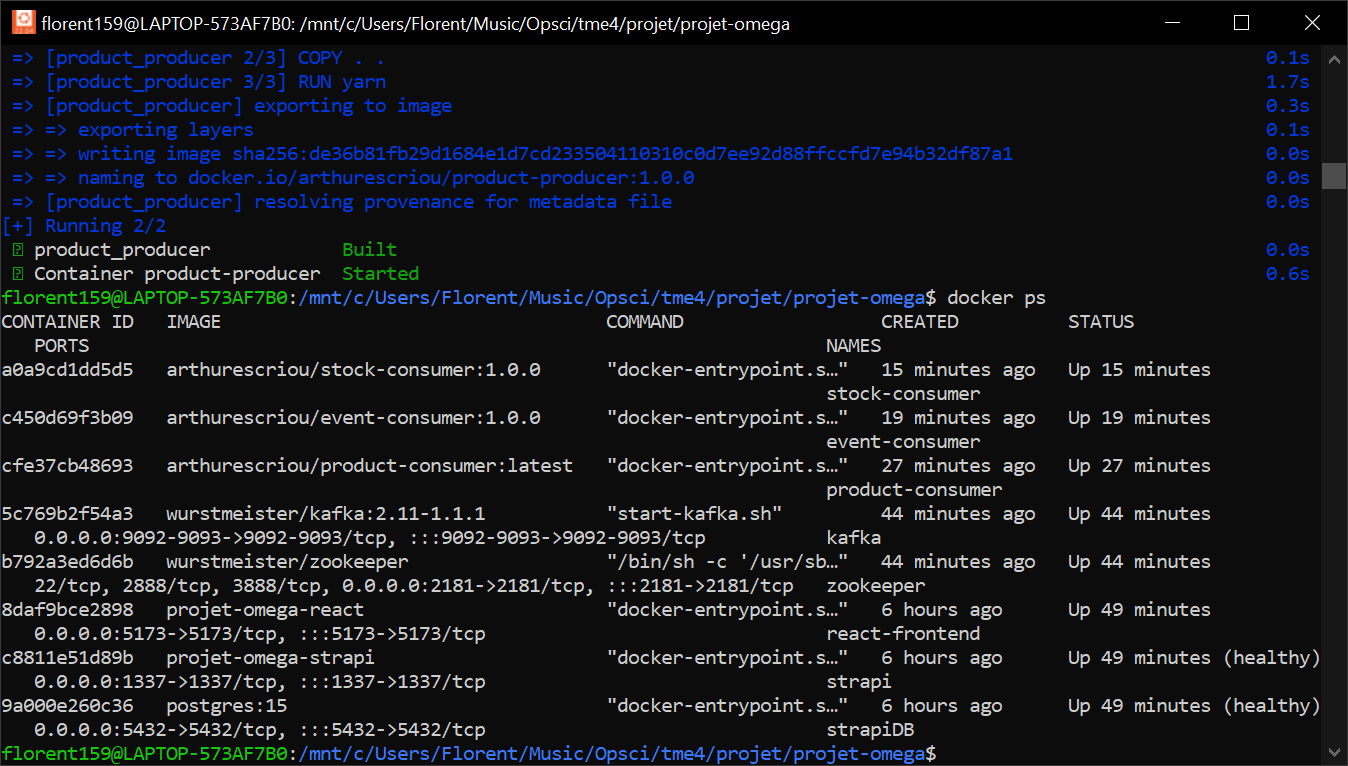 florent159@LAPTOP-573AF7B0: /mnt/c/Users/Florent/Music/Opsci/tme4/projet/projet-omega
=> [product_producer 2/3] COPY . . 0.1s
=> [product_producer 3/3] RUN yarn 1.7s
=> [product_producer] exporting to image 0.3s
=> => exporting layers 0.1s
=> => writing image sha256:de36b81fb29d1684e1d7cd233504110310c0d7ee92d88ffccfd7e94b32df87a1 0.0s
=> => naming to docker.io/arthurescriou/product-producer:1.0.0 0.0s
=> [product_producer] resolving provenance for metadata file 0.0s
[+] Running 2/2
product_producer Built 0.0s
Container product-producer Started 0.6s
florent159@LAPTOP-573AF7B0:/mnt/c/Users/Florent/Music/Opsci/tme4/projet/projet-omega$ docker ps
CONTAINER ID IMAGE COMMAND CREATED STATUS
PORTS NAMES
a0a9cd1dd5d5 arthurescriou/stock-consumer:1.0.0 "docker-entrypoint.s…" 15 minutes ago Up 15 minutes
stock-consumer
c450d69f3b09 arthurescriou/event-consumer:1.0.0 "docker-entrypoint.s…" 19 minutes ago Up 19 minutes
event-consumer
cfe37cb48693 arthurescriou/product-consumer:latest "docker-entrypoint.s…" 27 minutes ago Up 27 minutes
product-consumer
5c769b2f54a3 wurstmeister/kafka:2.11-1.1.1 "start-kafka.sh" 44 minutes ago Up 44 minutes
0.0.0.0:9092-9093->9092-9093/tcp, :::9092-9093->9092-9093/tcp kafka
b792a3ed6d6b wurstmeister/zookeeper "/bin/sh -c '/usr/sb…" 44 minutes ago Up 44 minutes
22/tcp, 2888/tcp, 3888/tcp, 0.0.0.0:2181->2181/tcp, :::2181->2181/tcp zookeeper
8daf9bce2898 projet-omega-react "docker-entrypoint.s…" 6 hours ago Up 49 minutes
0.0.0.0:5173->5173/tcp, :::5173->5173/tcp react-frontend
c8811e51d89b projet-omega-strapi "docker-entrypoint.s…" 6 hours ago Up 49 minutes (healthy)
0.0.0.0:1337->1337/tcp, :::1337->1337/tcp strapi
9a000e260c36 postgres:15 "docker-entrypoint.s…" 6 hours ago Up 49 minutes (healthy)
0.0.0.0:5432->5432/tcp, :::5432->5432/tcp strapiDB
florent159@LAPTOP-573AF7B0:/mnt/c/Users/Florent/Music/Opsci/tme4/projet/projet-omega$